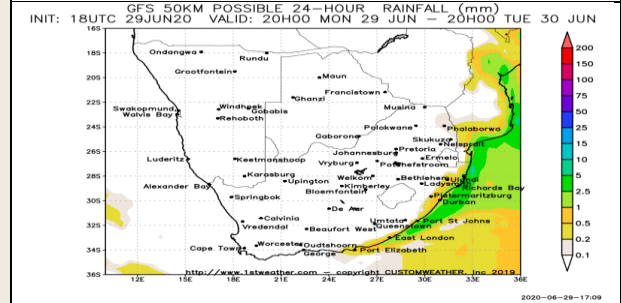 GFS 50KM POSSIBLE 24-HOUR RAINFALL (mm)
INIT: 18UTC 29JUN20 VALID: 20H00 MON 29 JUN – 20H00 TUE 30 JUN
16S
18S
20S
22S
24S
26S
28S
30S
32S
34S
36S
Ondangwa
Rundu
Grootfontein
Maun
Francistown
Ghanzi
Windhoek
Gobabis
Musina
Swakopmund
Walvis Bay
Rehoboth
Polokwane
Phalaborwa
Gaborone
Skukuza
Nelspruit
Johannesburg
Pretoria
Luderitz
Keetmanshoop
Vryburg
Potchefstroom
Ermelo
Karasburg
Upington
Welkom
Bethlehem
Ulundi
Alexander Bay
Kimberley
Ladysmith
Richards Bay
Bloemfontein
Springbok
Pietermaritzburg
Durban
De Aar
Calvinia
Umtata
Port St Johns
Vredendal
Beaufort West
Queenstown
East London
Cape Town
Worcester
Oudtshoorn
George
Port Elizabeth
http://www.1stweather.com – copyright CUSTOMWEATHER, Inc 2019
12E
15E
18E
21E
24E
27E
30E
33E
36E
200
150
100
75
50
25
15
10
5
2.5
1
0.5
0.2
0.1
2020-06-29-17:09